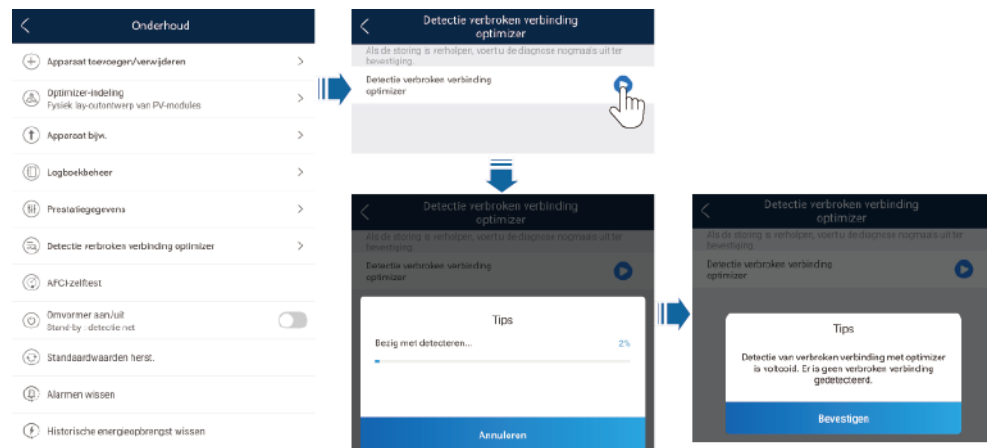 Onderhoud
Apparaat toevoegen/verwijderen
Optimizer-indeling
Fysiek lay-outontwerp van PV-modules
Apparaat bijw.
Logboekbeheer
Prestatiegegevens
Detectie verbroken verbinding optimizer
AFCI-zelftest
Omvormer aan/uit
Stand-by : detectie net
Standaardwaarden herst.
Alarmen wissen
Historische energieopbrengst wissen
Detectie verbroken verbinding
optimizer
Als de storing is verholpen, voert u de diagnose nogmaals uit ter
bevestiging.
Detectie verbroken verbinding
optimizer
Detectie verbroken verbinding
optimizer
Als de storing is verholpen, voert u de diagnose nogmaals uit ter
bevestiging.
Detectie verbroken verbinding
optimizer
Tips
Bezig met detecteren... 2%
Annuleren
Detectie verbroken verbinding
optimizer
Als de storing is verholpen, voert u de diagnose nogmaals uit ter
bevestiging.
Detectie verbroken verbinding
optimizer
Tips
Detectie van verbroken verbinding met optimizer
is voltooid. Er is geen verbroken verbinding
gedetecteerd.
Bevestigen